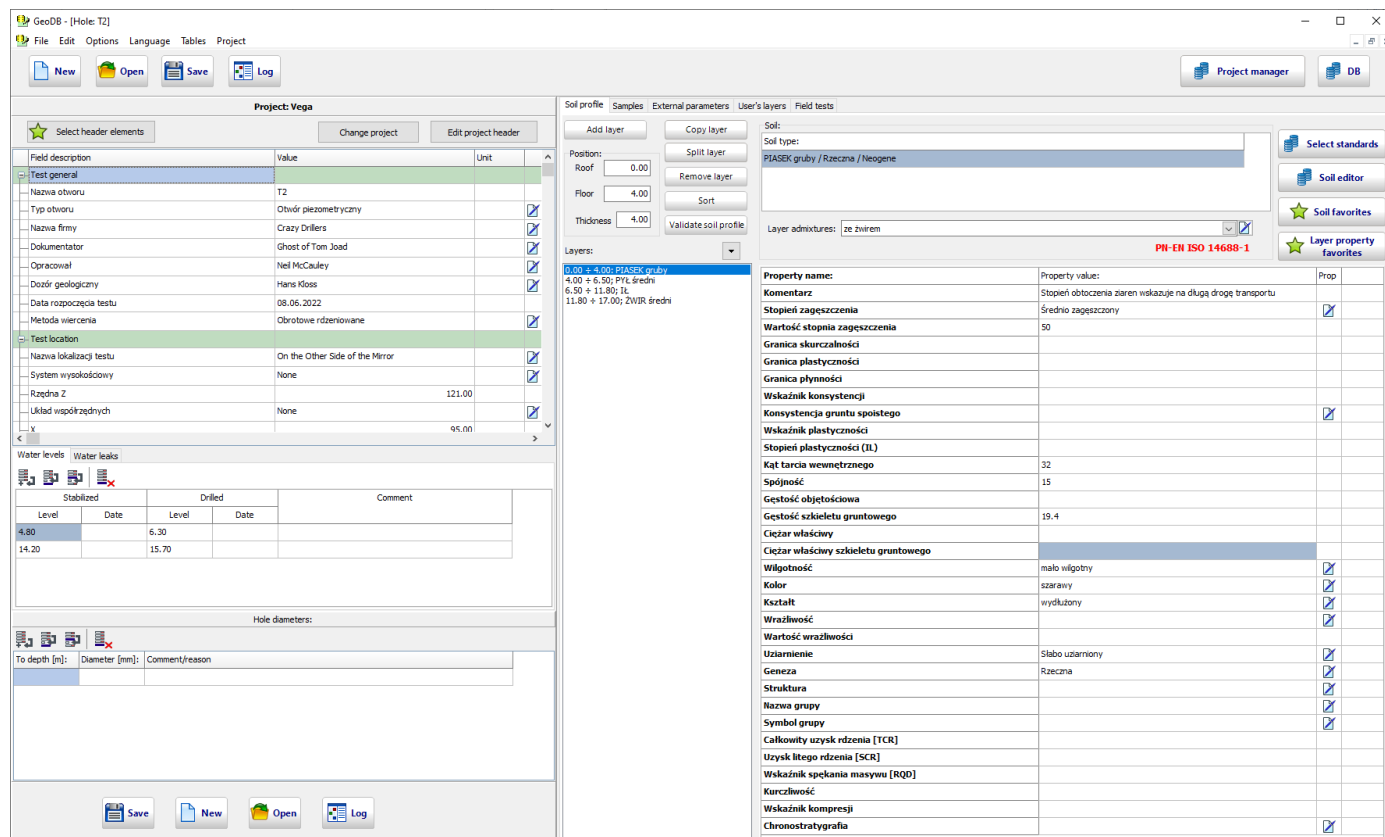 GeoDB - [Hole: T2]
File Edit Options Language Tables Project
New Open Save Log Project manager DB
Project: Vega
Select header elements Change project Edit project header
Field description Value Unit
Test general
Nazwa otworu T2
Typ otworu Otwór piezometryczny
Nazwa firmy Crazy Drillers
Dokumentator Ghost of Tom Joad
Opracował Neil McCauley
Dozór geologiczny Hans Kloss
Data rozpoczęcia testu 08.06.2022
Metoda wiercenia Obrotowe rdzeniowane
Test location
Nazwa lokalizacji testu On the Other Side of the Mirror
System wysokościowy None
Rzędna Z 121.00
Układ współrzędnych None
X 95.00
Water levels Water leaks
Stabilized Drilled Comment
Level Date Level Date
4.80 6.30
14.20 15.70
Hole diameters:
To depth [m]: Diameter [mm]: Comment/reason
Save New Open Log
Soil profile Samples External parameters User's layers Field tests
Add layer Copy layer
Position:
Roof 0.00
Floor 4.00
Thickness 4.00
Split layer
Remove layer
Sort
Validate soil profile
Layers:
0.00 ÷ 4.00: PIASEK gruby
4.00 ÷ 6.50; PYŁ średni
6.50 ÷ 11.80; IŁ
11.80 ÷ 17.00; ŻWIR średni
Soil:
Soil type:
PIASEK gruby / Rzeczna / Neogene
Layer admixtures: ze żwirem
PN-EN ISO 14688-1
Select standards
Soil editor
Soil favorites
Layer property
favorites
Property name: Property value: Prop
Komentarz Stopień obtoczenia ziaren wskazuje na długą drogę transportu
Stopień zagęszczenia Średnio zagęszczony
Wartość stopnia zagęszczenia 50
Granica skurczalności
Granica plastyczności
Granica płynności
Wskaźnik konsystencji
Konsystencja gruntu spoistego
Wskaźnik plastyczności
Stopień plastyczności (IL)
Kąt tarcia wewnętrznego 32
Spójność 15
Gęstość objętościowa
Gęstość szkieletu gruntowego 19.4
Ciężar właściwy
Ciężar właściwy szkieletu gruntowego
Wilgotność mało wilgotny
Kolor szarawy
Kształt wydłużony
Wrażliwość
Wartość wrażliwości
Uziarnienie Słabo uziarniony
Geneza Rzeczna
Struktura
Nazwa grupy
Symbol grupy
Całkowity uzysk rdzenia [TCR]
Uzysk litego rdzenia [SCR]
Wskaźnik spękania masywu [RQD]
Kurczliwość
Wskaźnik kompresji
Chronostratygrafia